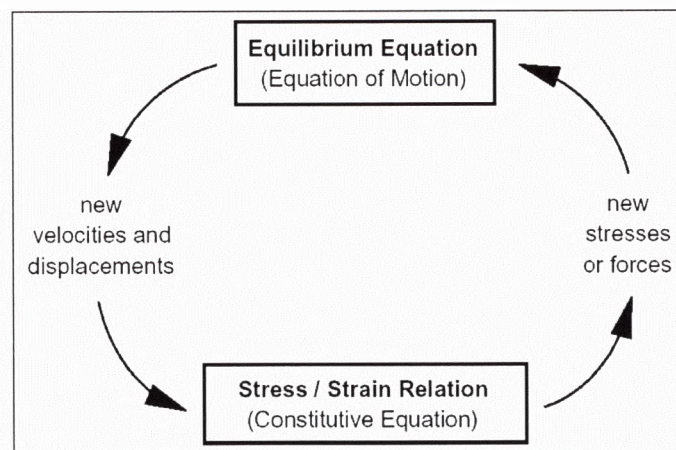 Equilibrium Equation
(Equation of Motion)
new
velocities and
displacements
new
stresses
or forces
Stress / Strain Relation
(Constitutive Equation)